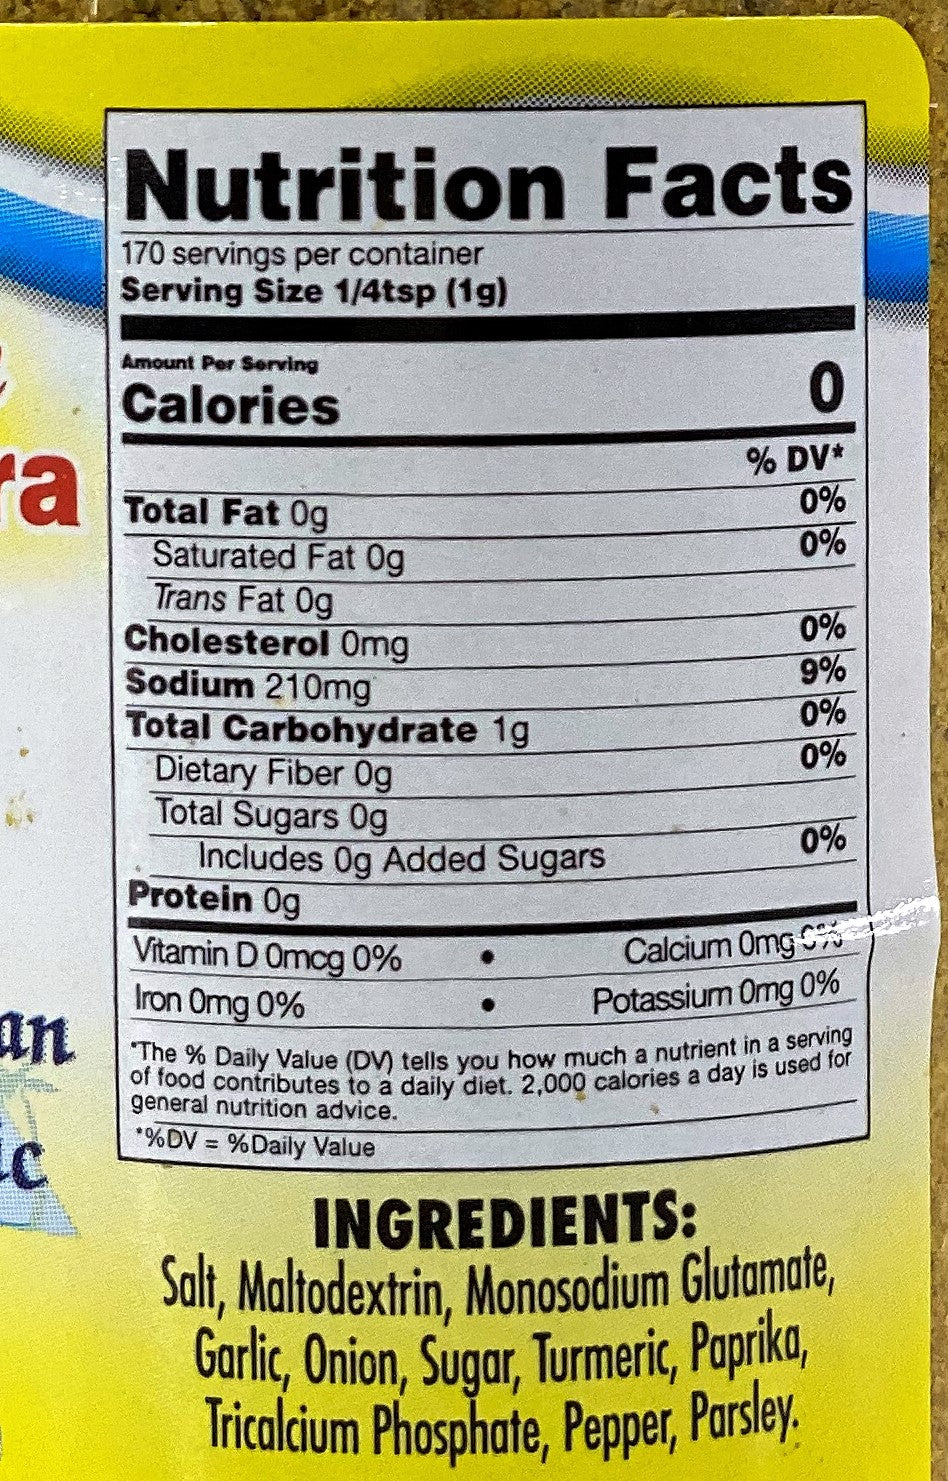 Nutrition Facts
170 servings per container
Serving Size 1/4tsp (1g)
Amount Per Serving
Calories 0
% DV*
Total Fat 0g 0%
Saturated Fat 0g 0%
Trans Fat 0g
Cholesterol 0mg 0%
Sodium 210mg 9%
Total Carbohydrate 1g 0%
Dietary Fiber 0g 0%
Total Sugars 0g
Includes 0g Added Sugars 0%
Protein 0g
Vitamin D 0mcg 0% • Calcium 0mg 0%
Iron 0mg 0% • Potassium 0mg 0%
*The % Daily Value (DV) tells you how much a nutrient in a serving
of food contributes to a daily diet. 2,000 calories a day is used for
general nutrition advice.
*%DV = %Daily Value
INGREDIENTS:
Salt, Maltodextrin, Monosodium Glutamate,
Garlic, Onion, Sugar, Turmeric, Paprika,
Tricalcium Phosphate, Pepper, Parsley.
ra
an